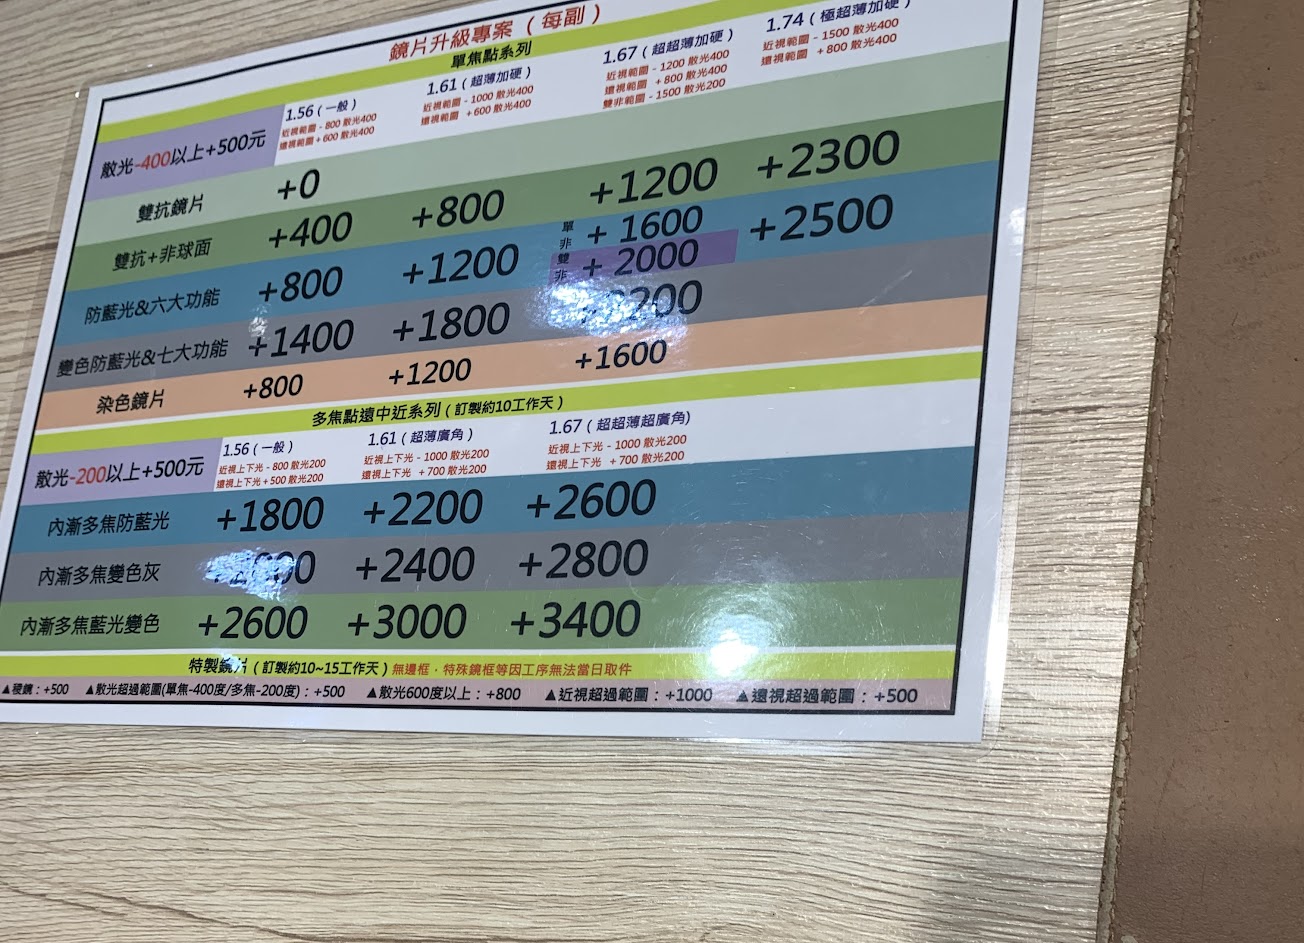 鏡片升級專案（每副）
單焦點系列
散光-400以上+500元
1.56（一般）
近視範圍 - 800 散光400
遠視範圍 + 600 散光400
1.61（超薄加硬）
近視範圍 - 1000 散光400
遠視範圍 + 600 散光400
1.67（超超薄加硬）
近視範圍 - 1200 散光400
遠視範圍 + 800 散光400
雙非範圍 - 1500 散光200
1.74（極超薄加硬）
近視範圍 - 1500 散光400
遠視範圍 + 800 散光400
雙抗鏡片 +0
雙抗+非球面 +400 +800 +1200 +2300
防藍光&六大功能 +800 +1200 單非 + 1600 雙非 + 2000 +2500
變色防藍光&七大功能 +1400 +1800
染色鏡片 +800 +1200 +1600
多焦點遠中近系列（訂製約10工作天）
散光-200以上+500元
1.56（一般）
近視上下光 - 800 散光200
遠視上下光 + 500 散光200
1.61（超薄廣角）
近視上下光 - 1000 散光200
遠視上下光 + 700 散光200
1.67（超超薄超廣角）
近視上下光 - 1000 散光200
遠視上下光 + 700 散光200
內漸多焦防藍光 +1800 +2200 +2600
內漸多焦變色灰 +2400 +2800
內漸多焦藍光變色 +2600 +3000 +3400
特製鏡片（訂製約10~15工作天）無邊框．特殊鏡框等因工序無法當日取件
▲硬鏡：+500 ▲散光超過範圍(單焦-400度/多焦-200度)：+500 ▲散光600度以上：+800 ▲近視超過範圍：+1000 ▲遠視超過範圍：+500